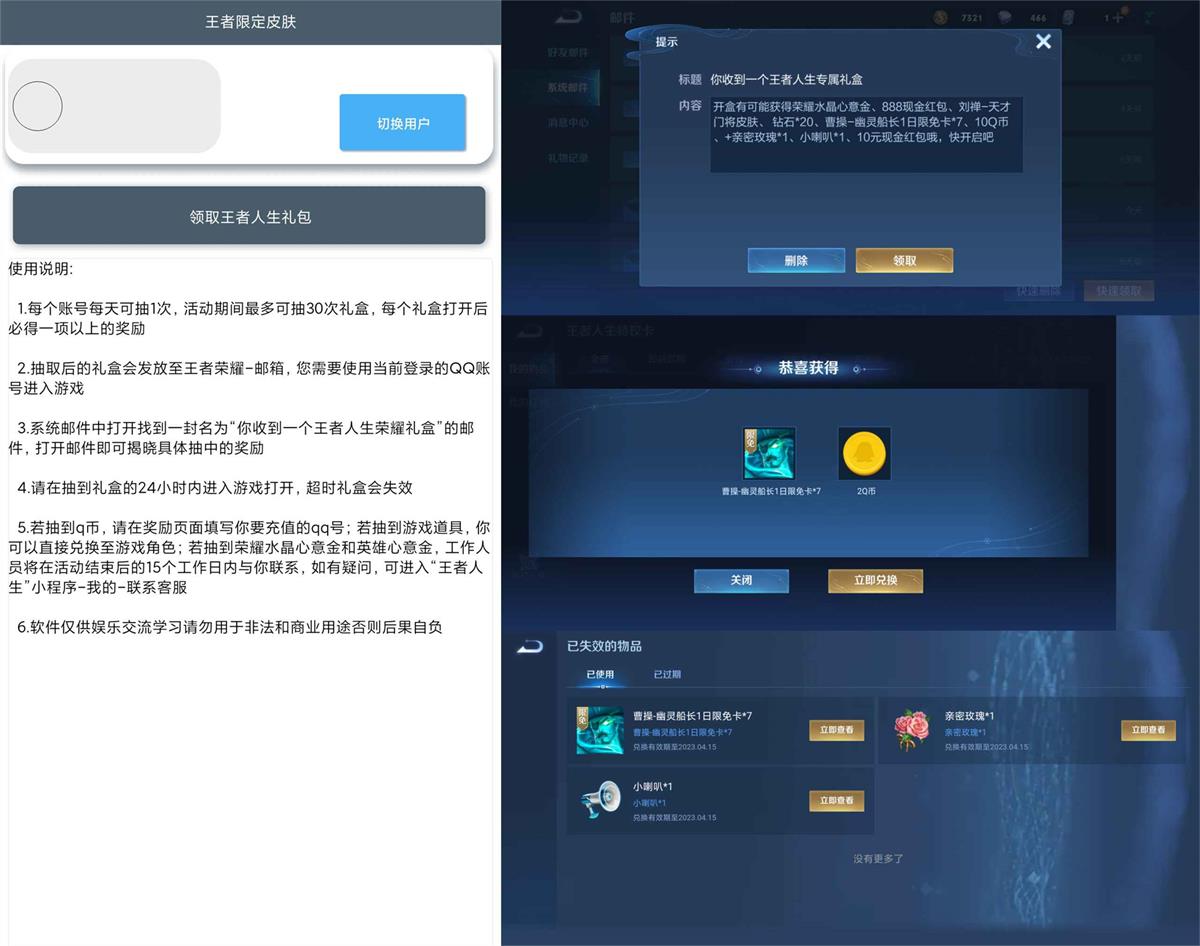 王者限定皮肤
切换用户
领取王者人生礼包
使用说明:
1.每个账号每天可抽1次, 活动期间最多可抽30次礼盒, 每个礼盒打开后
必得一项以上的奖励
2.抽取后的礼盒会发放至王者荣耀-邮箱, 您需要使用当前登录的QQ账
号进入游戏
3.系统邮件中打开找到一封名为“你收到一个王者人生荣耀礼盒”的邮
件, 打开邮件即可揭晓具体抽中的奖励
4.请在抽到礼盒的24小时内进入游戏打开, 超时礼盒会失效
5.若抽到q币, 请在奖励页面填写你要充值的qq号; 若抽到游戏道具, 你
可以直接兑换至游戏角色; 若抽到荣耀水晶心意金和英雄心意金, 工作人
员将在活动结束后的15个工作日内与你联系, 如有疑问, 可进入“王者人
生”小程序-我的-联系客服
6.软件仅供娱乐交流学习请勿用于非法和商业用途否则后果自负
邮件
7321
466
1
好友邮件
系统邮件
消息中心
礼物记录
提示
标题 你收到一个王者人生专属礼盒
内容 开盒有可能获得荣耀水晶心意金、888现金红包、刘禅-天才
门将皮肤、钻石*20、曹操-幽灵船长1日限免卡*7、10Q币
、+亲密玫瑰*1、小喇叭*1、10元现金红包哦，快开启吧
删除
领取
快速删除
快速领取
王者人生特权卡
恭喜获得
限免
曹操-幽灵船长1日限免卡*7
2Q币
关闭
立即兑换
已失效的物品
已使用
已过期
限免
曹操-幽灵船长1日限免卡*7
曹操-幽灵船长1日限免卡*7
兑换有效期至2023.04.15
立即查看
亲密玫瑰*1
亲密玫瑰*1
兑换有效期至2023.04.15
立即查看
小喇叭*1
小喇叭*1
兑换有效期至2023.04.15
立即查看
没有更多了